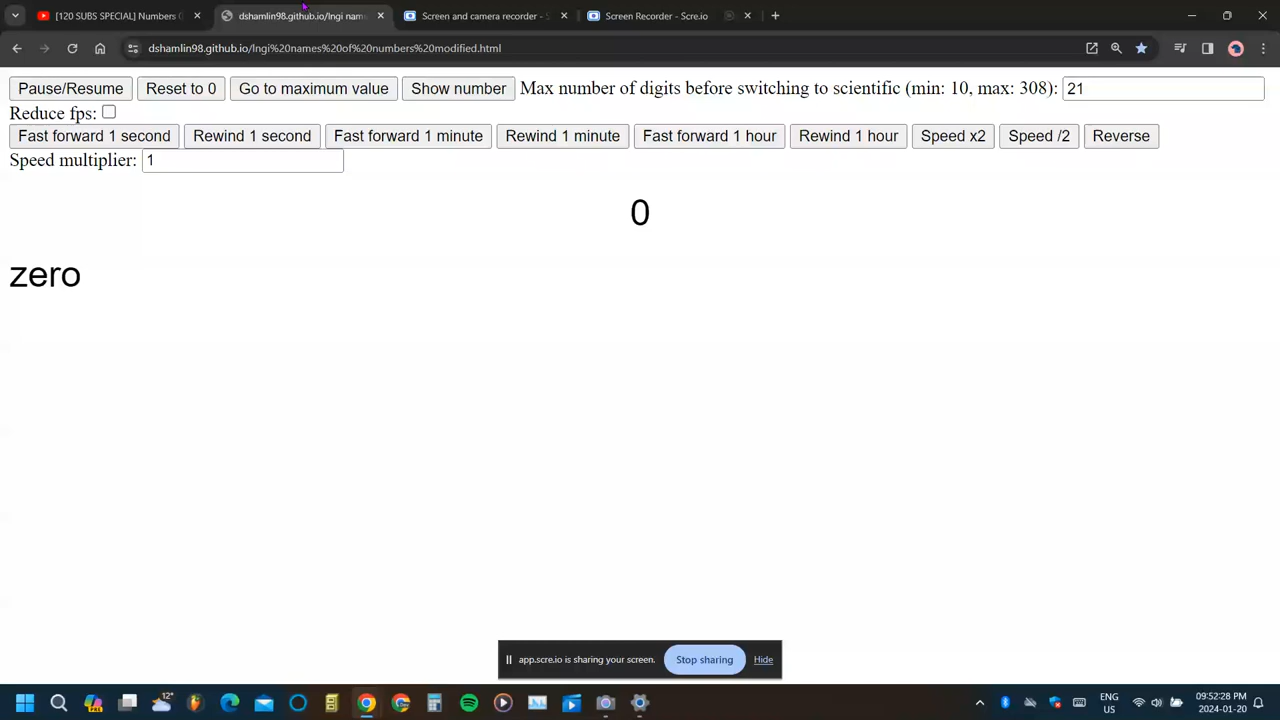 [120 SUBS SPECIAL] Numbers (
dshamlin98.github.io/Ingi nam
Screen and camera recorder - S
Screen Recorder - Scre.io
dshamlin98.github.io/Ingi%20names%20of%20numbers%20modified.html
Pause/Resume Reset to 0 Go to maximum value Show number Max number of digits before switching to scientific (min: 10, max: 308): 21
Reduce fps:
Fast forward 1 second Rewind 1 second Fast forward 1 minute Rewind 1 minute Fast forward 1 hour Rewind 1 hour Speed x2 Speed /2 Reverse
Speed multiplier: 1
0
zero
app.scre.io is sharing your screen. Stop sharing Hide
12°
ENG
US
09:52:28 PM
2024-01-20